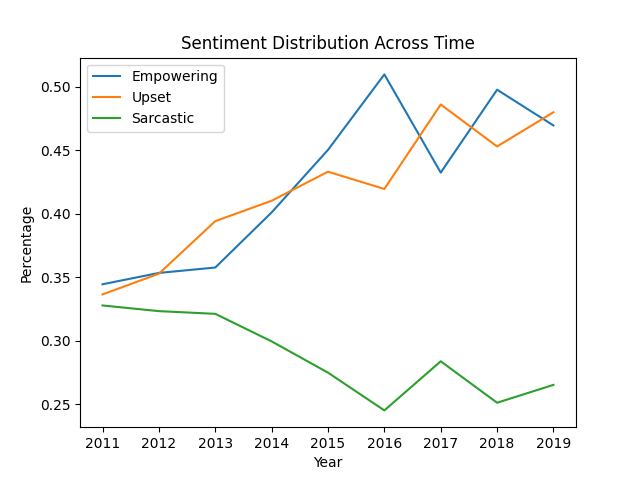 Sentiment Distribution Across Time
Empowering
Upset
Sarcastic
Percentage
0.50
0.45
0.40
0.35
0.30
0.25
2011 2012 2013 2014 2015 2016 2017 2018 2019
Year